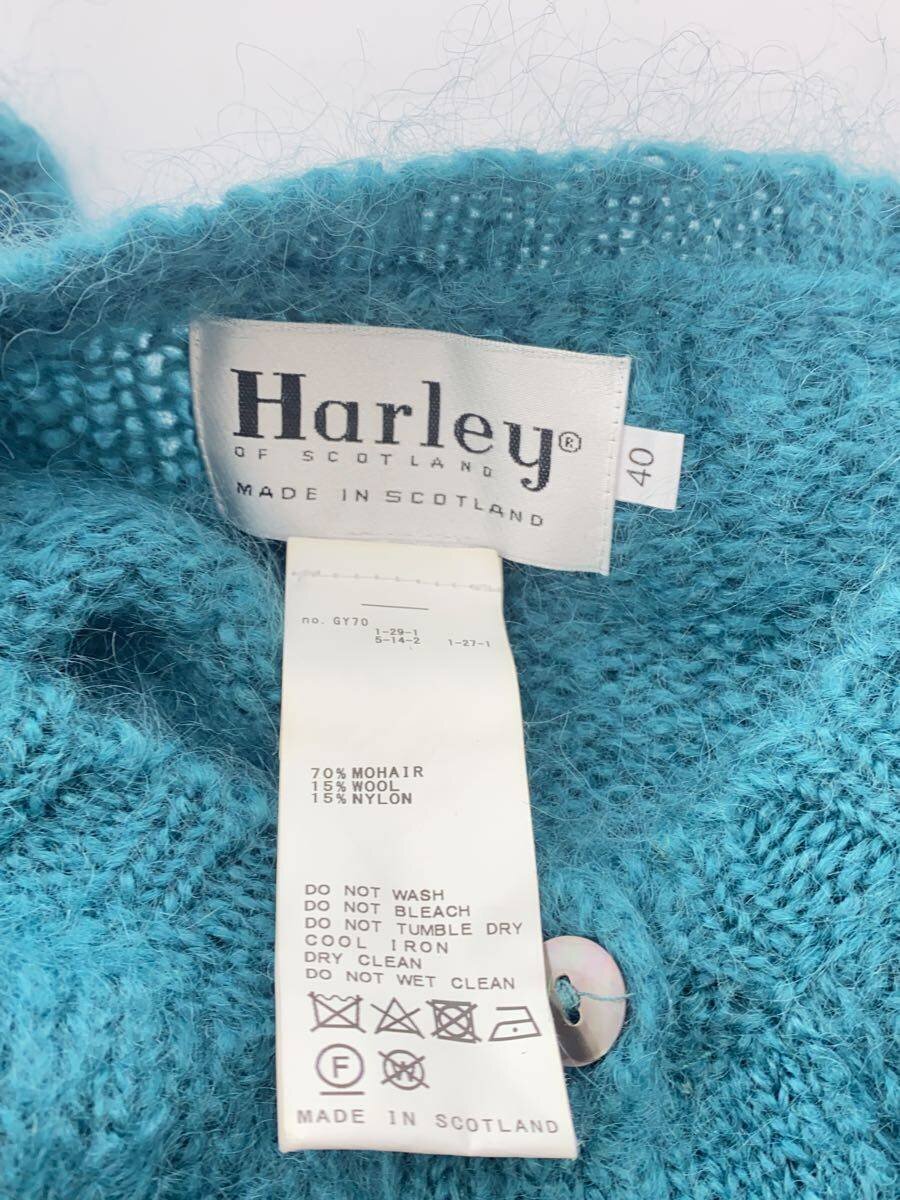 Harley®
OF SCOTLAND
MADE IN SCOTLAND
40
no. GY70
1-29-1
5-14-2 1-27-1
70% MOHAIR
15% WOOL
15% NYLON
DO NOT WASH
DO NOT BLEACH
DO NOT TUMBLE DRY
COOL IRON
DRY CLEAN
DO NOT WET CLEAN
F W
MADE IN SCOTLAND